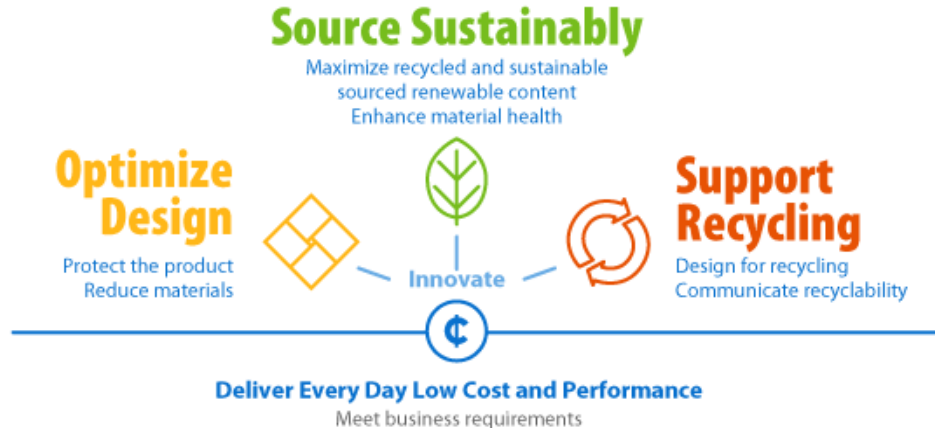 Source Sustainably
Maximize recycled and sustainable
sourced renewable content
Enhance material health
Optimize
Design
Protect the product
Reduce materials
Support
Recycling
Design for recycling
Communicate recyclability
Innovate
¢
Deliver Every Day Low Cost and Performance
Meet business requirements